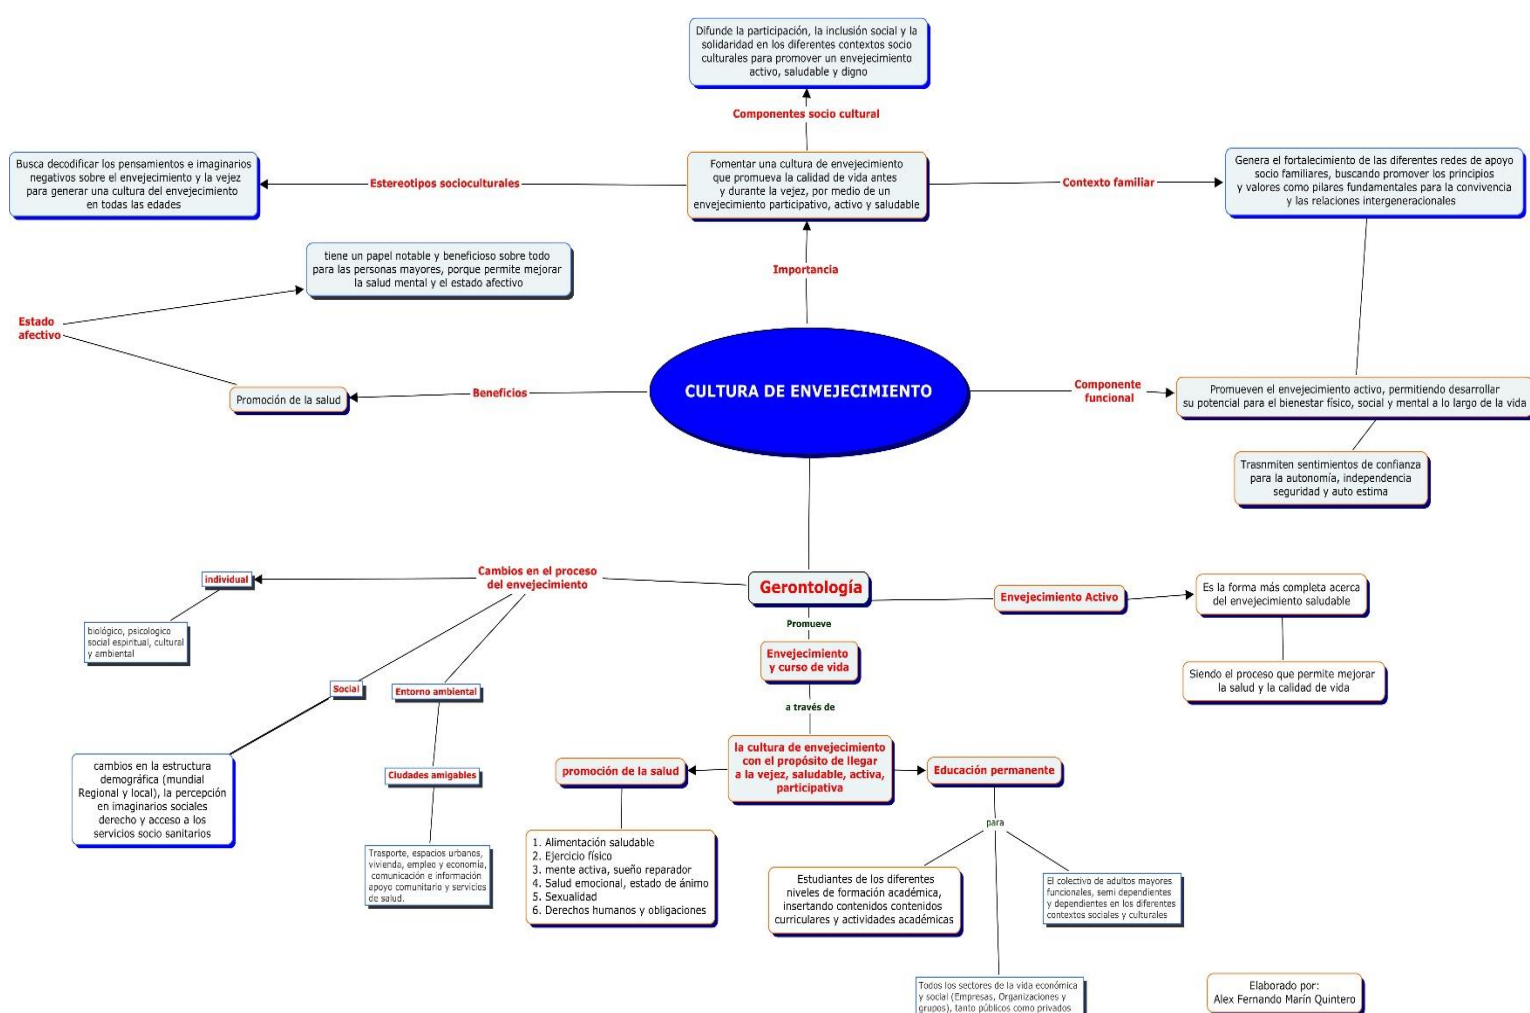 Difunde la participación, la inclusión social y la
solidaridad en los diferentes contextos socio
culturales para promover un envejecimiento
activo, saludable y digno
Componentes socio cultural
Busca decodificar los pensamientos e imaginarios
negativos sobre el envejecimiento y la vejez
para generar una cultura del envejecimiento
en todas las edades
Estereotipos socioculturales
Fomentar una cultura de envejecimiento
que promueva la calidad de vida antes
y durante la vejez, por medio de un
envejecimiento participativo, activo y saludable
Contexto familiar
Genera el fortalecimiento de las diferentes redes de apoyo
socio familiares, buscando promover los principios
y valores como pilares fundamentales para la convivencia
y las relaciones intergeneracionales
Importancia
tiene un papel notable y beneficioso sobre todo
para las personas mayores, porque permite mejorar
la salud mental y el estado afectivo
Estado
afectivo
Promoción de la salud
Beneficios
CULTURA DE ENVEJECIMIENTO
Componente
funcional
Promueven el envejecimiento activo, permitiendo desarrollar
su potencial para el bienestar físico, social y mental a lo largo de la vida
Trasnmiten sentimientos de confianza
para la autonomía, independencia
seguridad y auto estima
Cambios en el proceso
del envejecimiento
individual
biológico, psicologico
social espiritual, cultural
y ambiental
Gerontología
Envejecimiento Activo
Es la forma más completa acerca
del envejecimiento saludable
Siendo el proceso que permite mejorar
la salud y la calidad de vida
Promueve
Envejecimiento
y curso de vida
Social
Entorno ambiental
a través de
cambios en la estructura
demográfica (mundial
Regional y local), la percepción
en imaginarios sociales
derecho y acceso a los
servicios socio sanitarios
Ciudades amigables
Trasporte, espacios urbanos,
vivienda, empleo y economía,
comunicación e información
apoyo comunitario y servicios
de salud.
promoción de la salud
la cultura de envejecimiento
con el propósito de llegar
a la vejez, saludable, activa,
participativa
Educación permanente
1. Alimentación saludable
2. Ejercicio físico
3. mente activa, sueño reparador
4. Salud emocional, estado de ánimo
5. Sexualidad
6. Derechos humanos y obligaciones
para
Estudiantes de los diferentes
niveles de formación académica,
insertando contenidos contenidos
curriculares y actividades académicas
El colectivo de adultos mayores
funcionales, semi dependientes
y dependientes en los diferentes
contextos sociales y culturales
Todos los sectores de la vida económica
y social (Empresas, Organizaciones y
grupos), tanto públicos como privados
Elaborado por:
Alex Fernando Marín Quintero